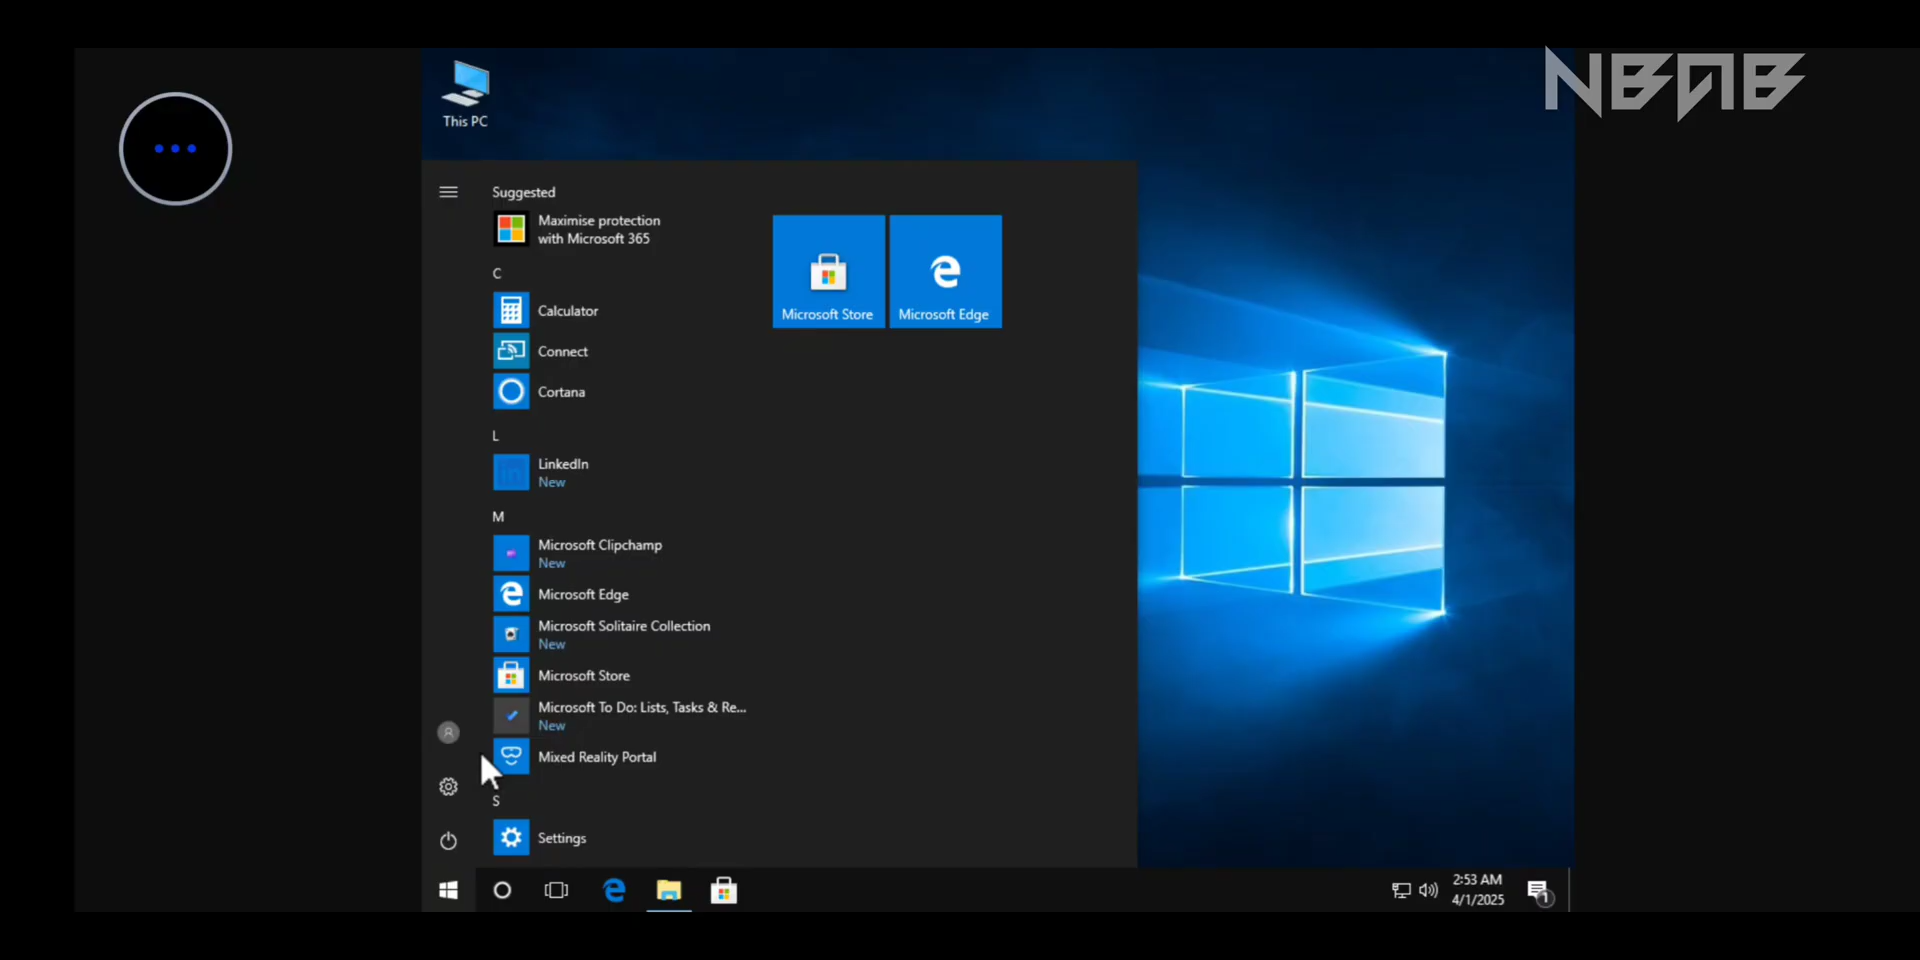 NBAB
This PC
Suggested
Maximise protection
with Microsoft 365
C
Calculator
Connect
Cortana
L
LinkedIn
New
M
Microsoft Clipchamp
New
Microsoft Edge
Microsoft Solitaire Collection
New
Microsoft Store
Microsoft To Do: Lists, Tasks & Re...
New
Mixed Reality Portal
S
Settings
Microsoft Store
Microsoft Edge
2:53 AM
4/1/2025
1